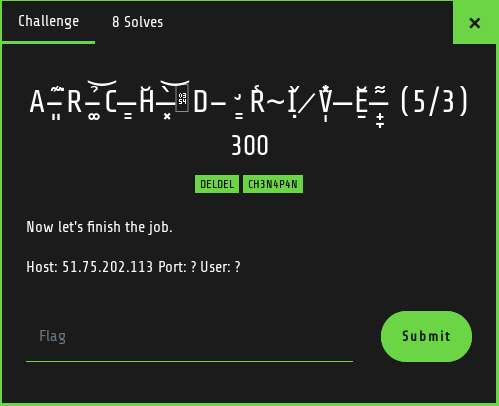 Challenge
8 Solves
×
(5/3)
300
DELDEL
CH3N4P4N
Now let's finish the job.
Host: 51.75.202.113 Port: ? User: ?
Flag
Submit